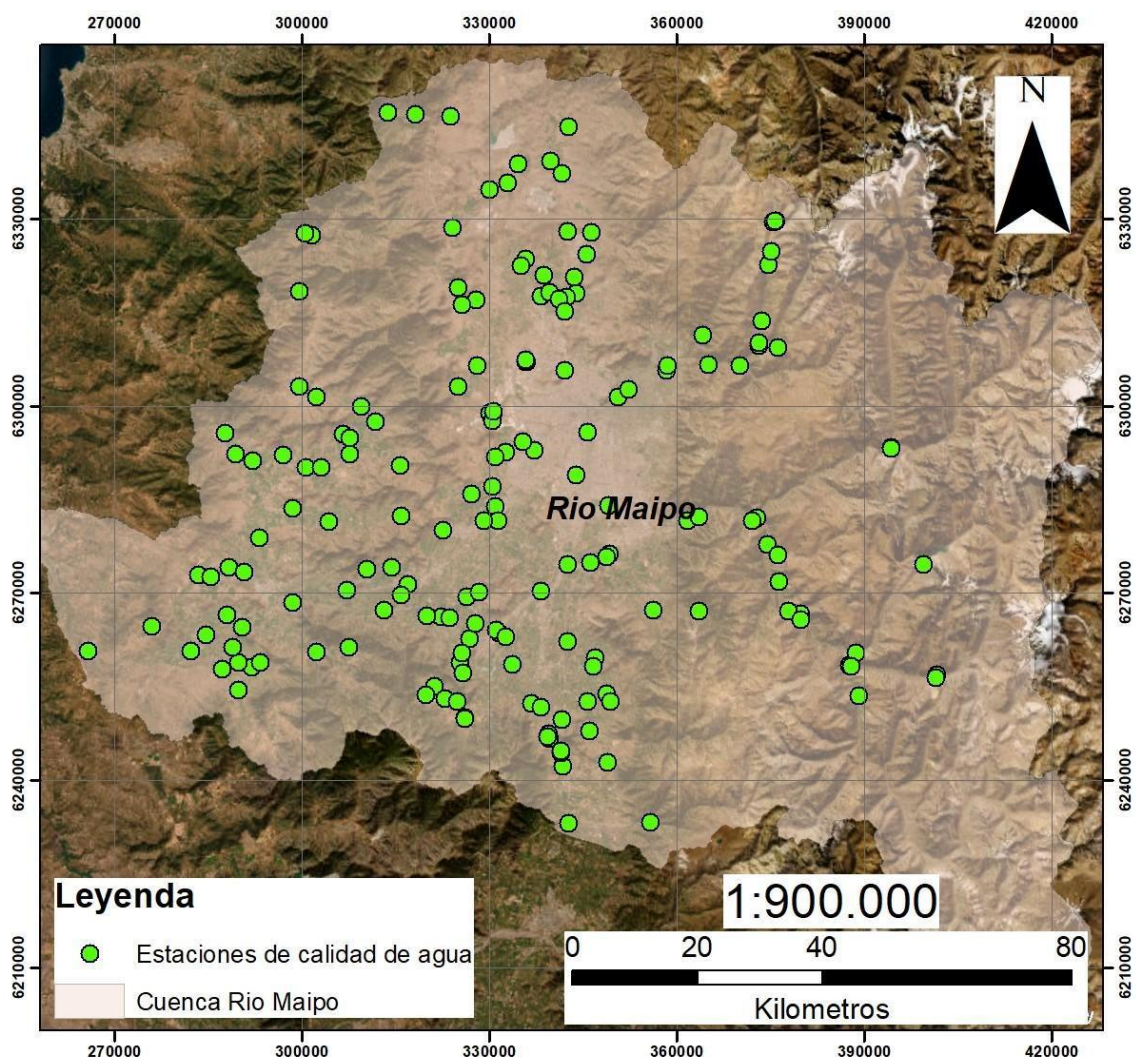 270000 300000 330000 360000 390000 420000
N
6330000 6330000
6300000 6300000
Rio Maipo
6270000 6270000
6240000 6240000
Leyenda
1:900.000
Estaciones de calidad de agua
0 20 40 80
6210000 6210000
Cuenca Rio Maipo
Kilometros
270000 300000 330000 360000 390000 420000